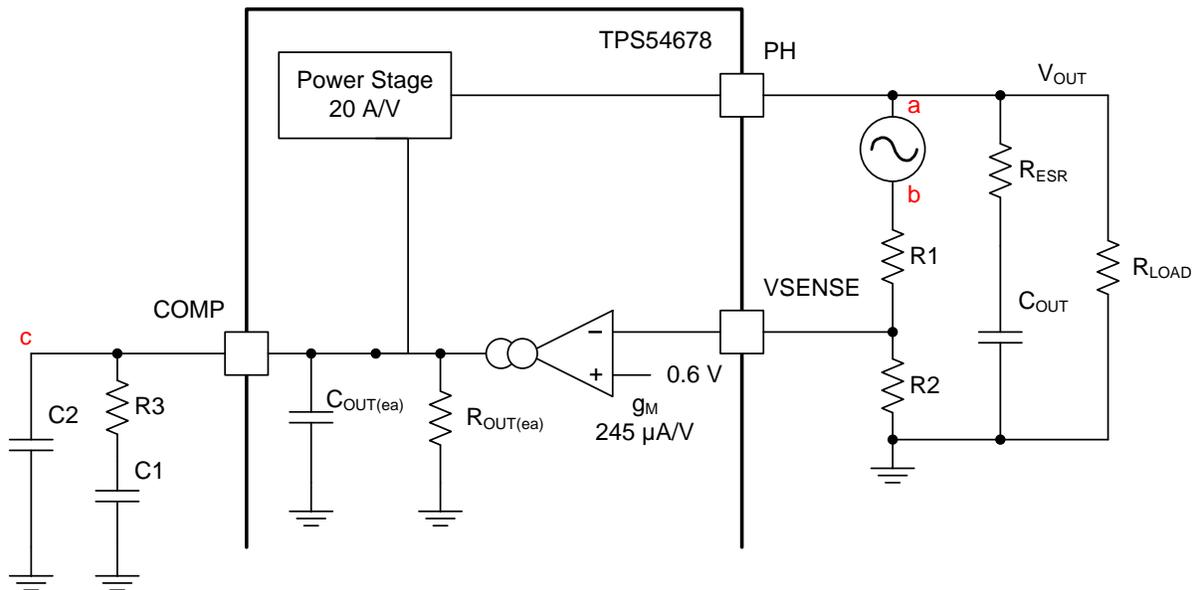 TPS54678
PH
Power Stage
20 A/V
VOUT
a
RESR
b
R1
RLOAD
VSENSE
COMP
COUT
c
0.6 V
R2
C2
R3
COUT(ea)
ROUT(ea)
gM
245 µA/V
C1